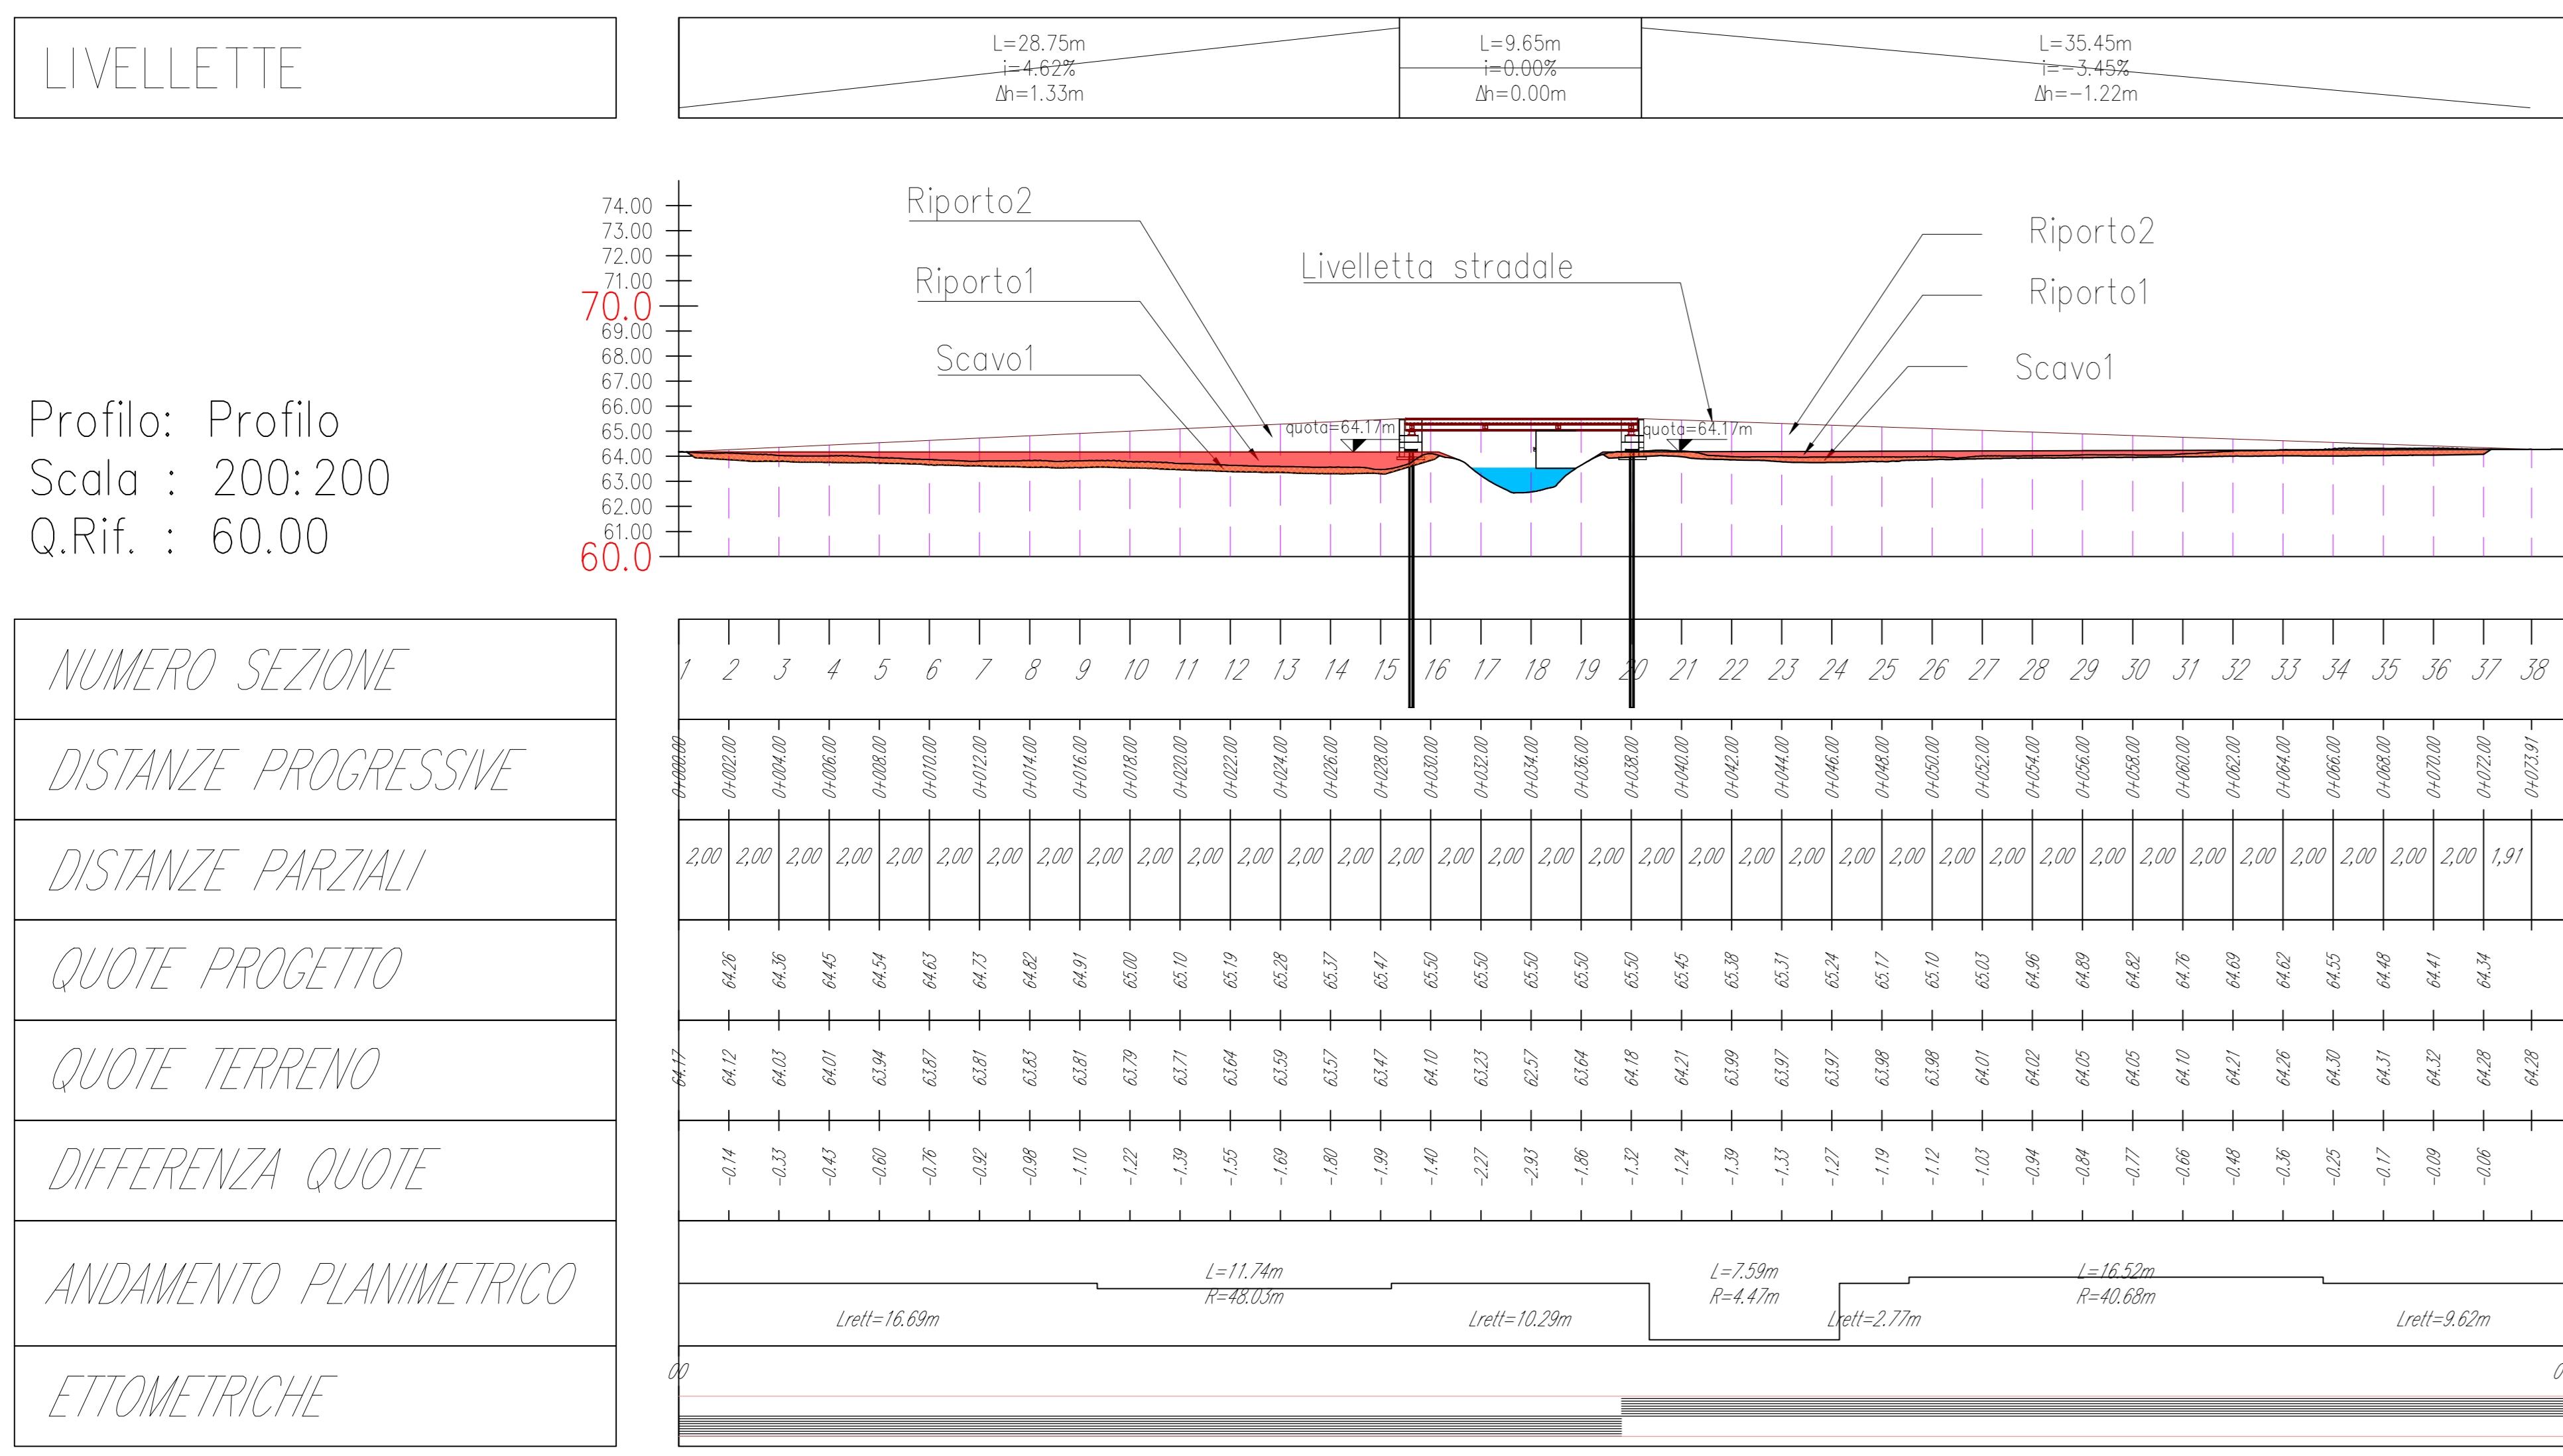 LIVELLETTE
L=28.75m
i=4.62%
Δh=1.33m
L=9.65m
i=0.00%
Δh=0.00m
L=35.45m
i=-3.45%
Δh=-1.22m
Profilo: Profilo
Scala : 200:200
Q.Rif. : 60.00
74.00
73.00
72.00
71.00
70.0
69.00
68.00
67.00
66.00
65.00
64.00
63.00
62.00
61.00
60.0
Riporto2
Riporto1
Scavo1
Livelletta stradale
quota=64.17m
quota=64.17m
Riporto2
Riporto1
Scavo1
NUMERO SEZIONE
1 2 3 4 5 6 7 8 9 10 11 12 13 14 15 16 17 18 19 20 21 22 23 24 25 26 27 28 29 30 31 32 33 34 35 36 37 38
DISTANZE PROGRESSIVE
0+000.00 0+002.00 0+004.00 0+006.00 0+008.00 0+010.00 0+012.00 0+014.00 0+016.00 0+018.00 0+020.00 0+022.00 0+024.00 0+026.00 0+028.00 0+030.00 0+032.00 0+034.00 0+036.00 0+038.00 0+040.00 0+042.00 0+044.00 0+046.00 0+048.00 0+050.00 0+052.00 0+054.00 0+056.00 0+058.00 0+060.00 0+062.00 0+064.00 0+066.00 0+068.00 0+070.00 0+072.00 0+073.91
DISTANZE PARZIALI
2,00 2,00 2,00 2,00 2,00 2,00 2,00 2,00 2,00 2,00 2,00 2,00 2,00 2,00 2,00 2,00 2,00 2,00 2,00 2,00 2,00 2,00 2,00 2,00 2,00 2,00 2,00 2,00 2,00 2,00 2,00 2,00 2,00 2,00 2,00 2,00 1,91
QUOTE PROGETTO
64.26 64.36 64.45 64.54 64.63 64.73 64.82 64.91 65.00 65.10 65.19 65.28 65.37 65.47 65.50 65.50 65.50 65.50 65.50 65.45 65.38 65.31 65.24 65.17 65.10 65.03 64.96 64.89 64.82 64.76 64.69 64.62 64.55 64.48 64.41 64.34
QUOTE TERRENO
64.17 64.12 64.03 64.01 63.94 63.87 63.81 63.83 63.81 63.79 63.71 63.64 63.59 63.57 63.47 64.10 63.23 62.57 63.64 64.18 64.21 63.99 63.97 63.97 63.98 63.98 64.01 64.02 64.05 64.05 64.10 64.21 64.26 64.30 64.31 64.32 64.28 64.28
DIFFERENZA QUOTE
-0.14 -0.33 -0.43 -0.60 -0.76 -0.92 -0.98 -1.10 -1.22 -1.39 -1.55 -1.69 -1.80 -1.99 -1.40 -2.27 -2.93 -1.86 -1.32 -1.24 -1.39 -1.33 -1.27 -1.19 -1.12 -1.03 -0.94 -0.84 -0.77 -0.66 -0.48 -0.36 -0.25 -0.17 -0.09 -0.06
ANDAMENTO PLANIMETRICO
Lrett=16.69m
L=11.74m
R=48.03m
Lrett=10.29m
L=7.59m
R=4.47m
Lrett=2.77m
L=16.52m
R=40.68m
Lrett=9.62m
ETTOMETRICHE
00
0